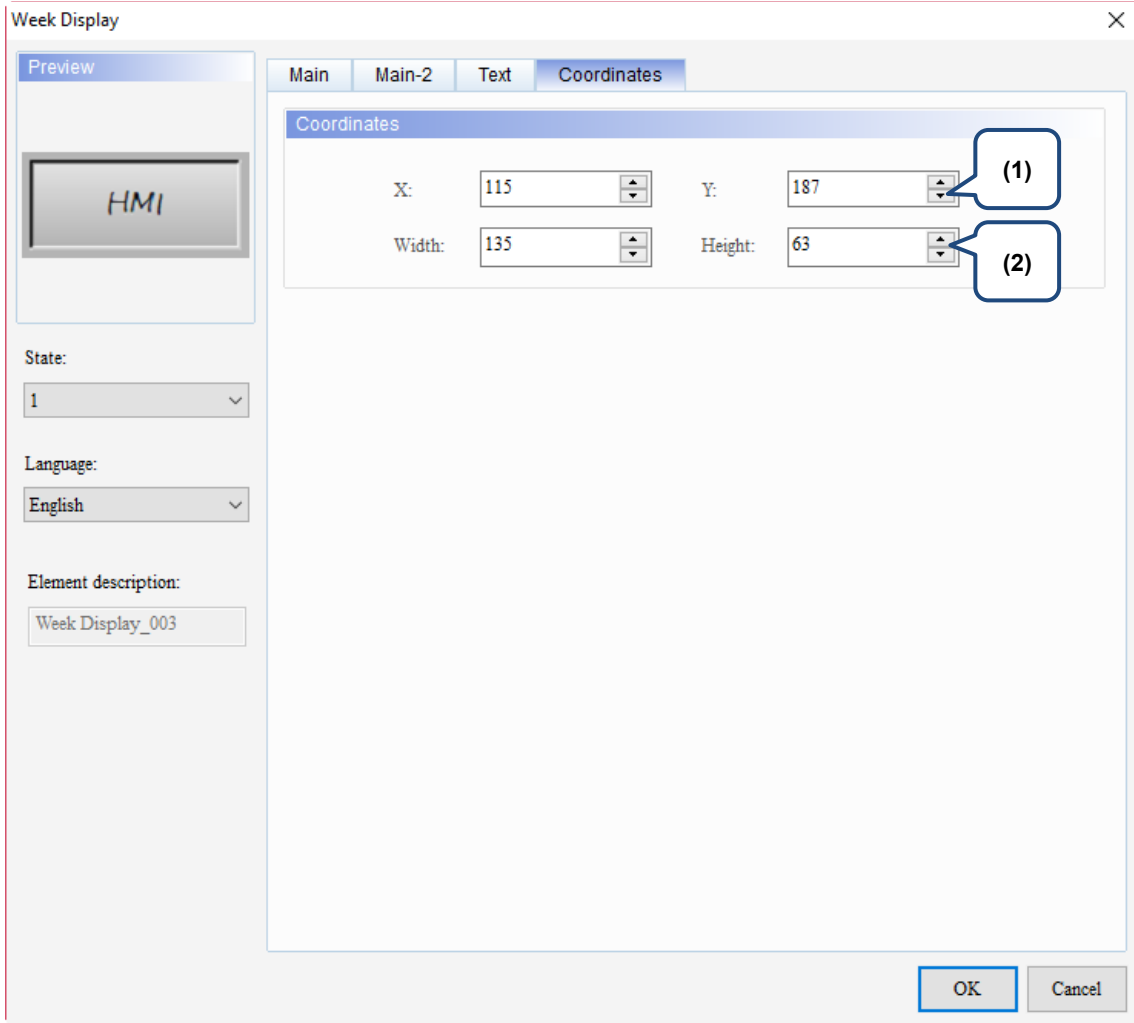 Week Display
Preview
HMI
State:
1
Language:
English
Element description:
Week Display_003
Main Main-2 Text Coordinates
Coordinates
X: 115 Y: 187 (1)
Width: 135 Height: 63 (2)
OK Cancel